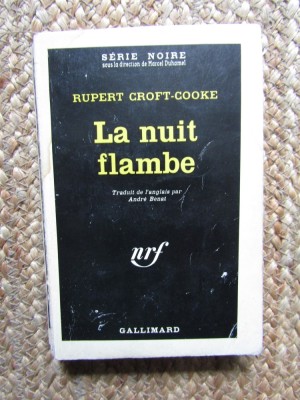 SÉRIE NOIRE
sous la direction de Marcel Duhamel
RUPERT CROFT-COOKE
La nuit
flambe
Traduit de l'anglais par
André Benat
nrf
GALLIMARD